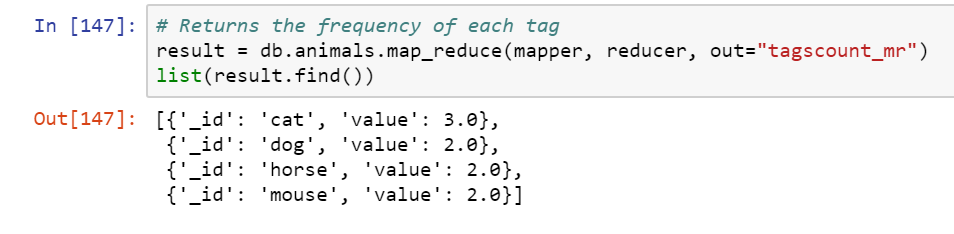 In [147]: # Returns the frequency of each tag
result = db.animals.map_reduce(mapper, reducer, out="tagscount_mr")
list(result.find())
Out[147]: [{'_id': 'cat', 'value': 3.0},
{'_id': 'dog', 'value': 2.0},
{'_id': 'horse', 'value': 2.0},
{'_id': 'mouse', 'value': 2.0}]